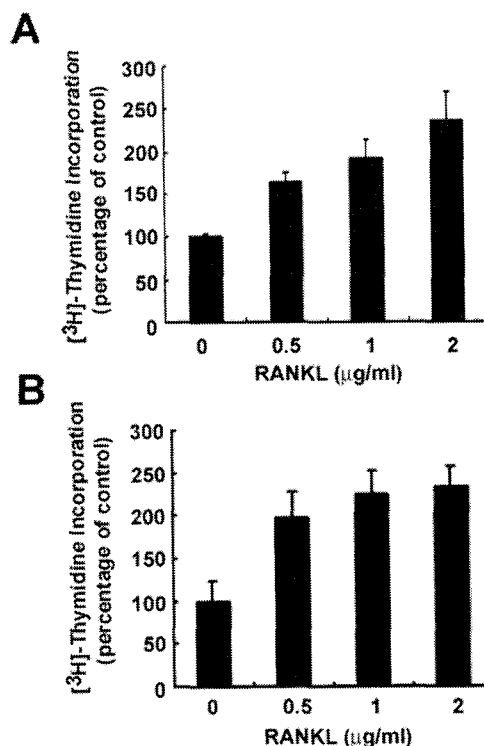 A
[³H]-Thymidine Incorporation
(percentage of control)
300
250
200
150
100
50
0
0 0.5 1 2
RANKL (µg/ml)
B
[³H]-Thymidine Incorporation
(percentage of control)
300
250
200
150
100
50
0
0 0.5 1 2
RANKL (µg/ml)